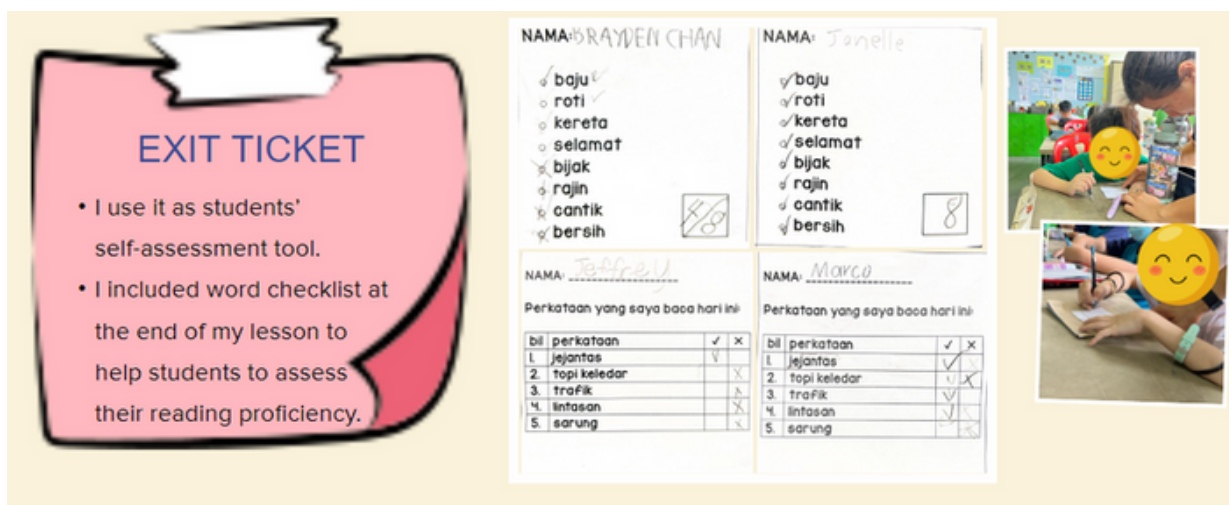 EXIT TICKET
• I use it as students'
self-assessment tool.
• I included word checklist at
the end of my lesson to
help students to assess
their reading proficiency.
NAMA: BRAYDEN CHAN
baju
roti
kereta
selamat
bijak
rajin
cantik
bersih
4/8
NAMA: Jonelle
baju
roti
kereta
selamat
bijak
rajin
cantik
bersih
8
NAMA: Jeffrey
Perkataan yang saya baca hari ini:
bil perkataan ✓ ×
1. jejantas ✓
2. topi keledar ×
3. trafik ×
4. lintasan ×
5. sarung ×
NAMA: Marco
Perkataan yang saya baca hari ini:
bil perkataan ✓ ×
1. jejantas ✓
2. topi keledar ×
3. trafik ✓
4. lintasan ✓
5. sarung ×